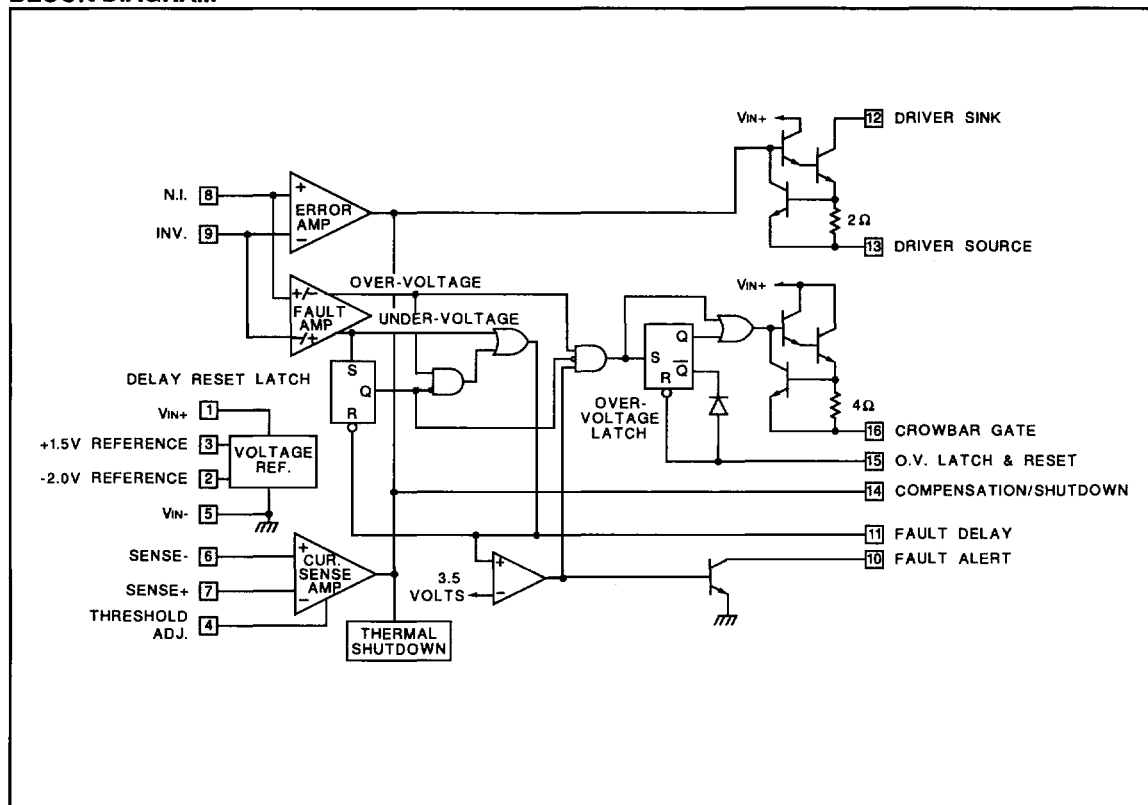 BLOCK DIAGRAM
VIN+
12 DRIVER SINK
N.I. 8
+
ERROR
AMP
INV. 9
-
2Ω
13 DRIVER SOURCE
OVER-VOLTAGE
+/-
FAULT
AMP
-/+
UNDER-VOLTAGE
VIN+
S
Q
R
DELAY RESET LATCH
S
Q
Q̅
R
OVER-
VOLTAGE
LATCH
4Ω
16 CROWBAR GATE
VIN+ 1
+1.5V REFERENCE 3
VOLTAGE
REF.
-2.0V REFERENCE 2
15 O.V. LATCH & RESET
14 COMPENSATION/SHUTDOWN
VIN- 5
11 FAULT DELAY
SENSE- 6
+
CUR.
SENSE
AMP
-
SENSE+ 7
THRESHOLD
ADJ. 4
3.5
VOLTS
+
-
10 FAULT ALERT
THERMAL
SHUTDOWN